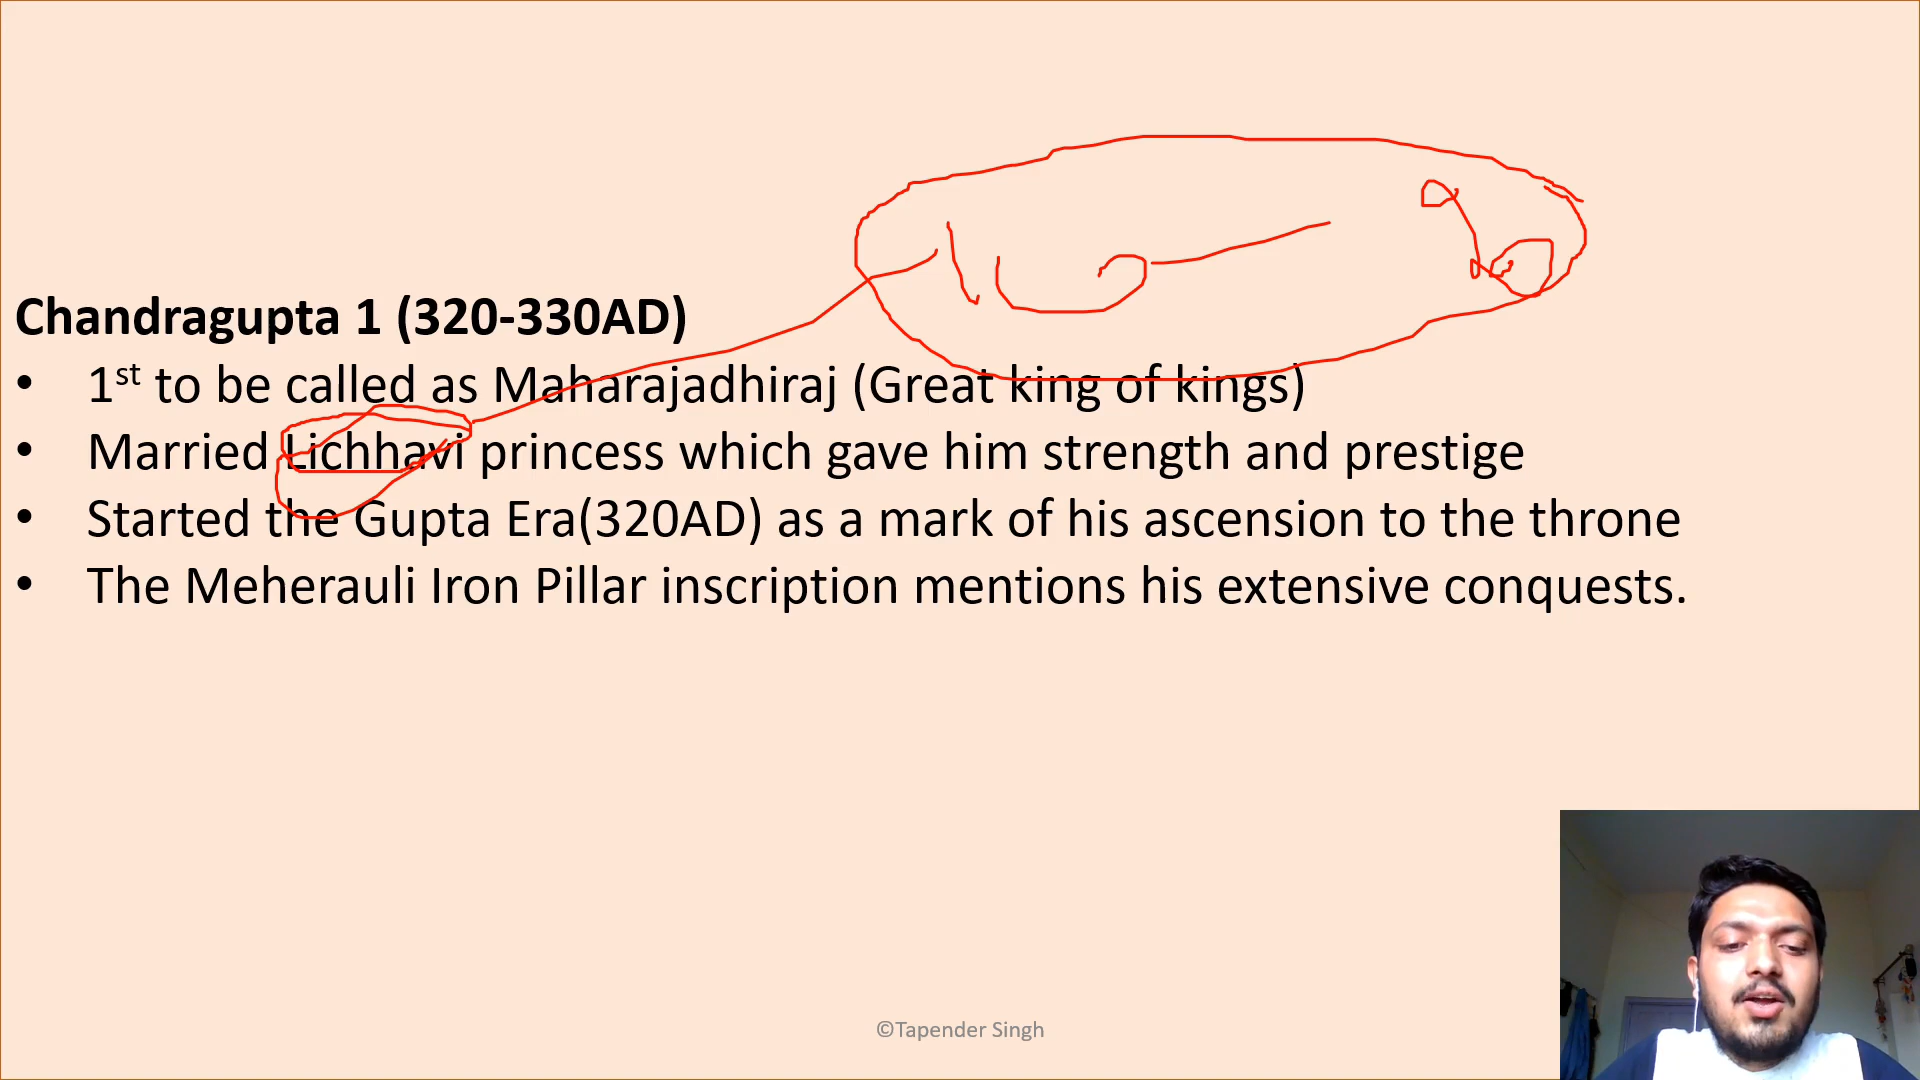 Chandragupta 1 (320-330AD)
• 1st to be called as Maharajadhiraj (Great king of kings)
• Married Lichhavi princess which gave him strength and prestige
• Started the Gupta Era(320AD) as a mark of his ascension to the throne
• The Meherauli Iron Pillar inscription mentions his extensive conquests.
©Tapender Singh